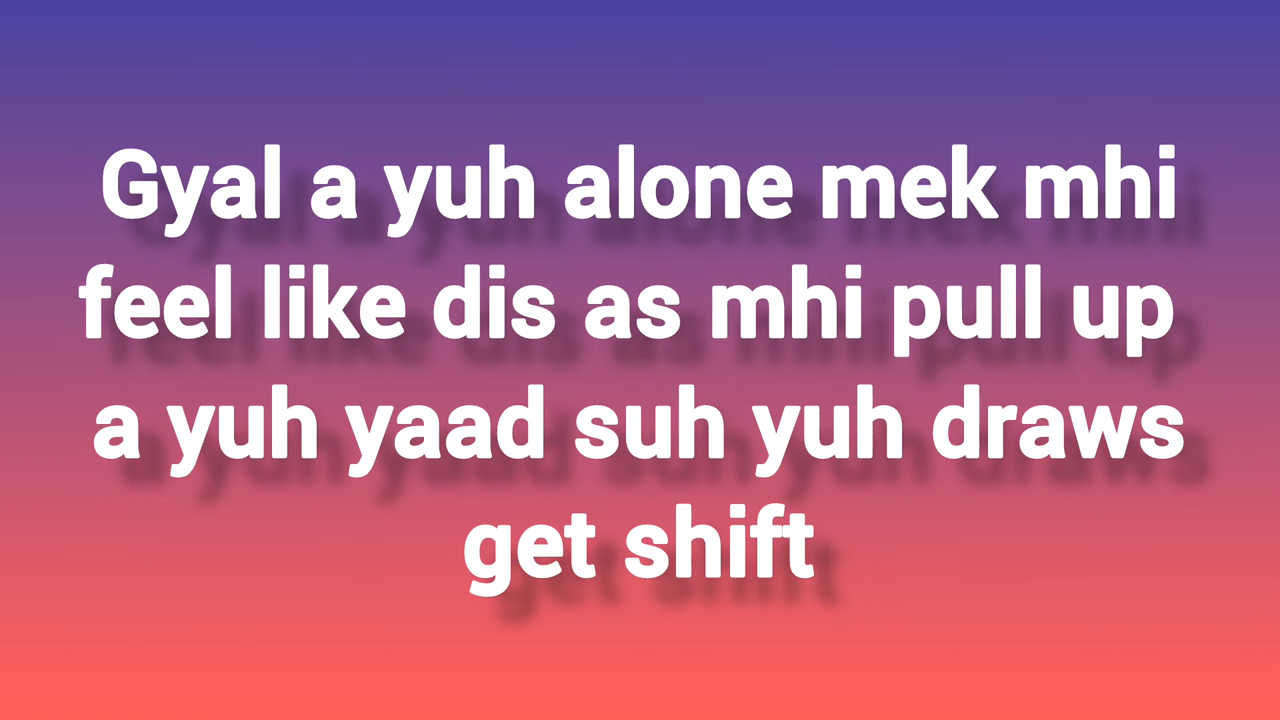 Gyal a yuh alone mek mhi
feel like dis as mhi pull up
a yuh yaad suh yuh draws
get shift